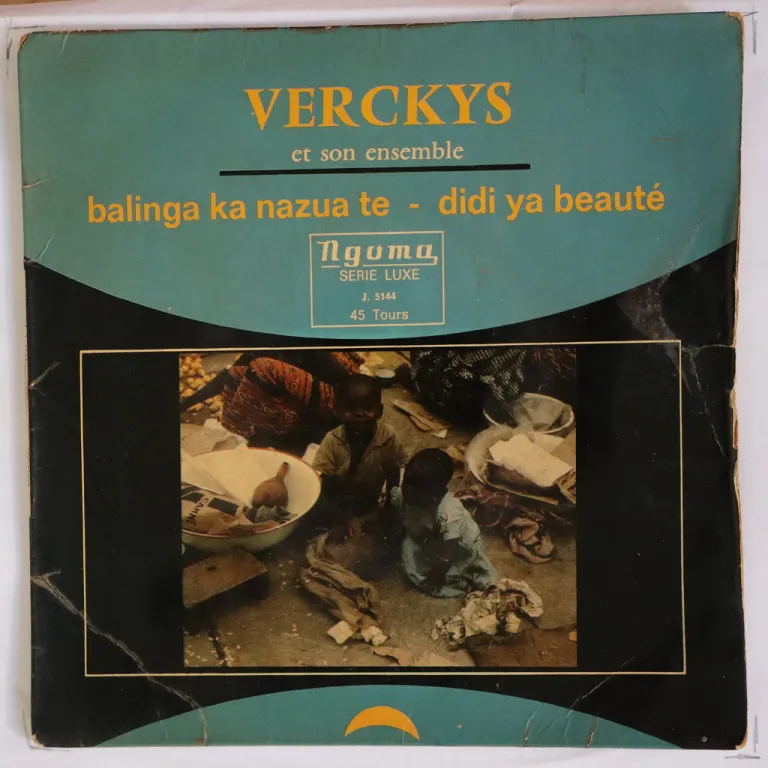 VERCKYS
et son ensemble
balinga ka nazua te - didi ya beauté
Ngoma
SERIE LUXE
J. 5144
45 Tours